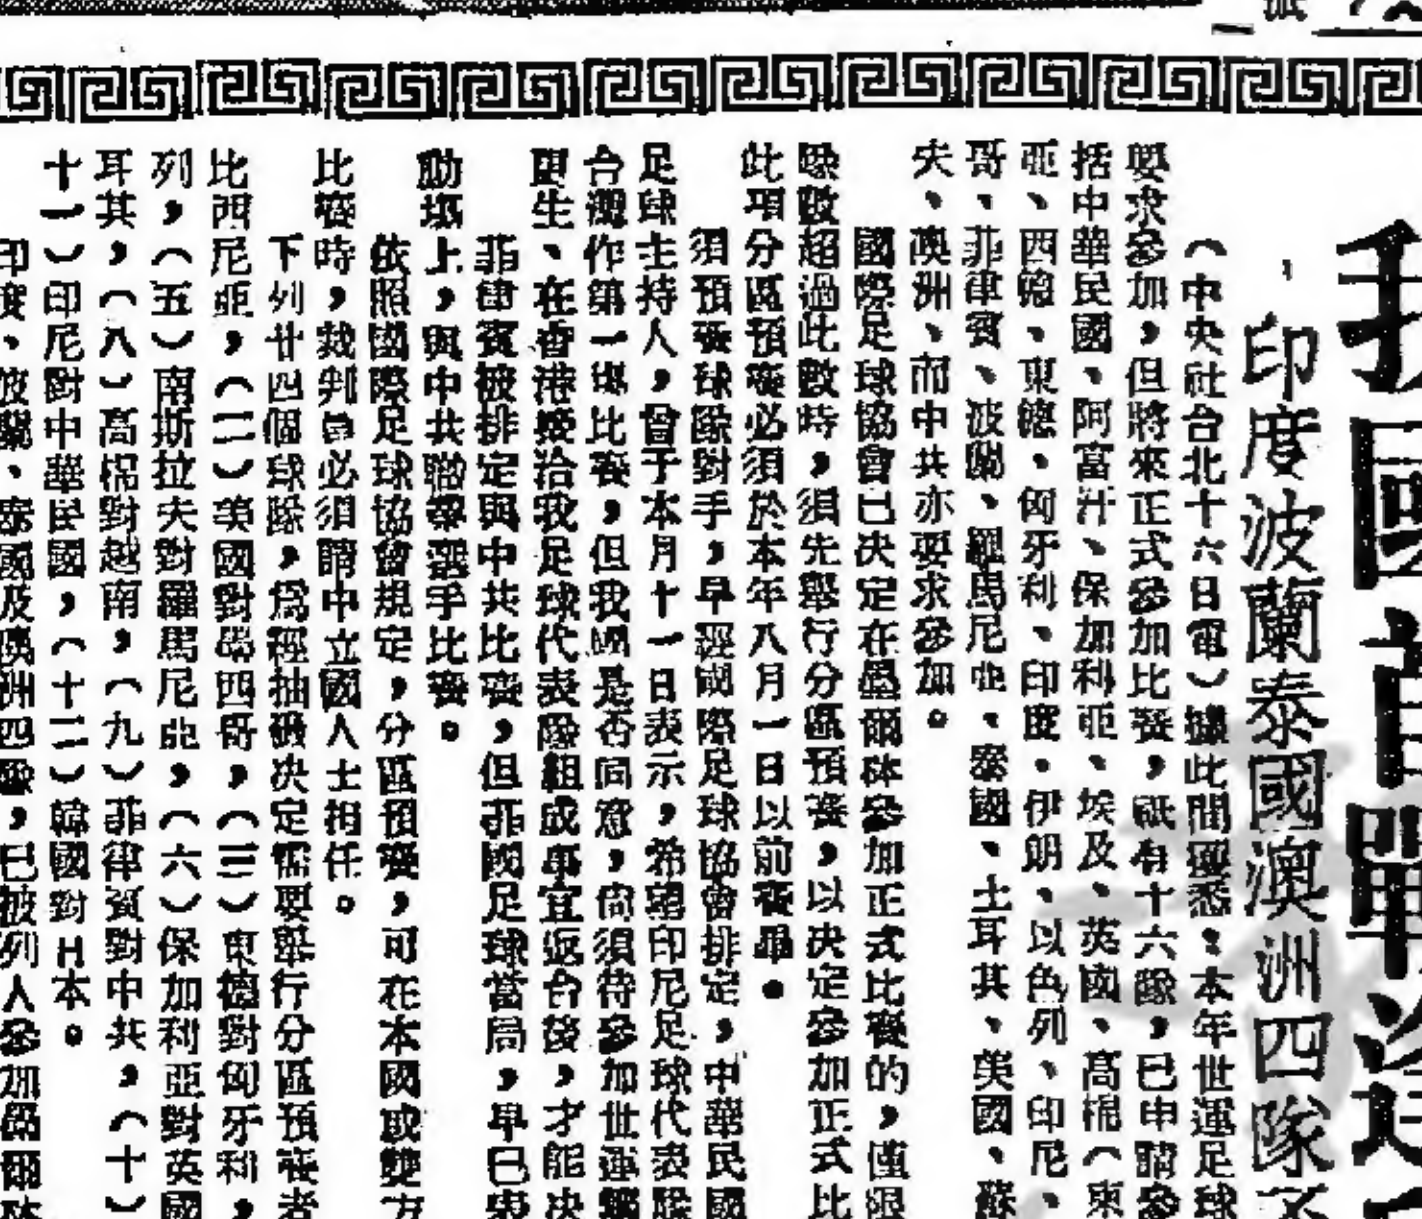 我國古
印度波蘭泰國澳洲四隊
（中央社台北十六日電）據此間獲悉：本年世運足球
要求參加，但將來正式參加比賽，祇有十六隊，已申請參
括中華民國、阿富汗、保加利亞、埃及、英國、高棉（東
亞、西德、東德、匈牙利、印度、伊朗、以色列、印尼、
哥、菲律賓、波蘭、羅馬尼亞、泰國、土耳其、美國、蘇
夫、澳洲、而中共亦要求參加。
國際足球協會已決定在墨爾砵參加正式比賽的，僅限
隊數超過此數時，須先舉行分區預賽，以決定參加正式比
此項分區預賽必須於本年八月一日以前賽畢。
須預賽球隊對手，早經國際足球協會排定，中華民國
足球主持人，曾于本月十一日表示，希望印尼足球代表隊
台灣作第一場比賽，但我國是否同意，尚須待參加世運籌
生、在香港接洽我足球代表隊組成事宜返台後，才能決
菲律賓被排定與中共比賽，但菲國足球當局，早已表
助場上，與中共職業選手比賽。
依照國際足球協會規定，分區預賽，可在本國或雙方
比賽時，裁判員必須請中立國人士担任。
下列廿四個球隊，爲經抽籤決定需要舉行分區預賽者
比西尼亞，（二）美國對墨西哥，（三）東德對匈牙利，
列，（五）南斯拉夫對羅馬尼亞，（六）保加利亞對英國
耳其，（八）高棉對越南，（九）菲律賓對中共，（十）
十一）印尼對中華民國，（十二）韓國對日本。
印度、波蘭、泰國及澳洲四隊，已被列入參加墨爾砵